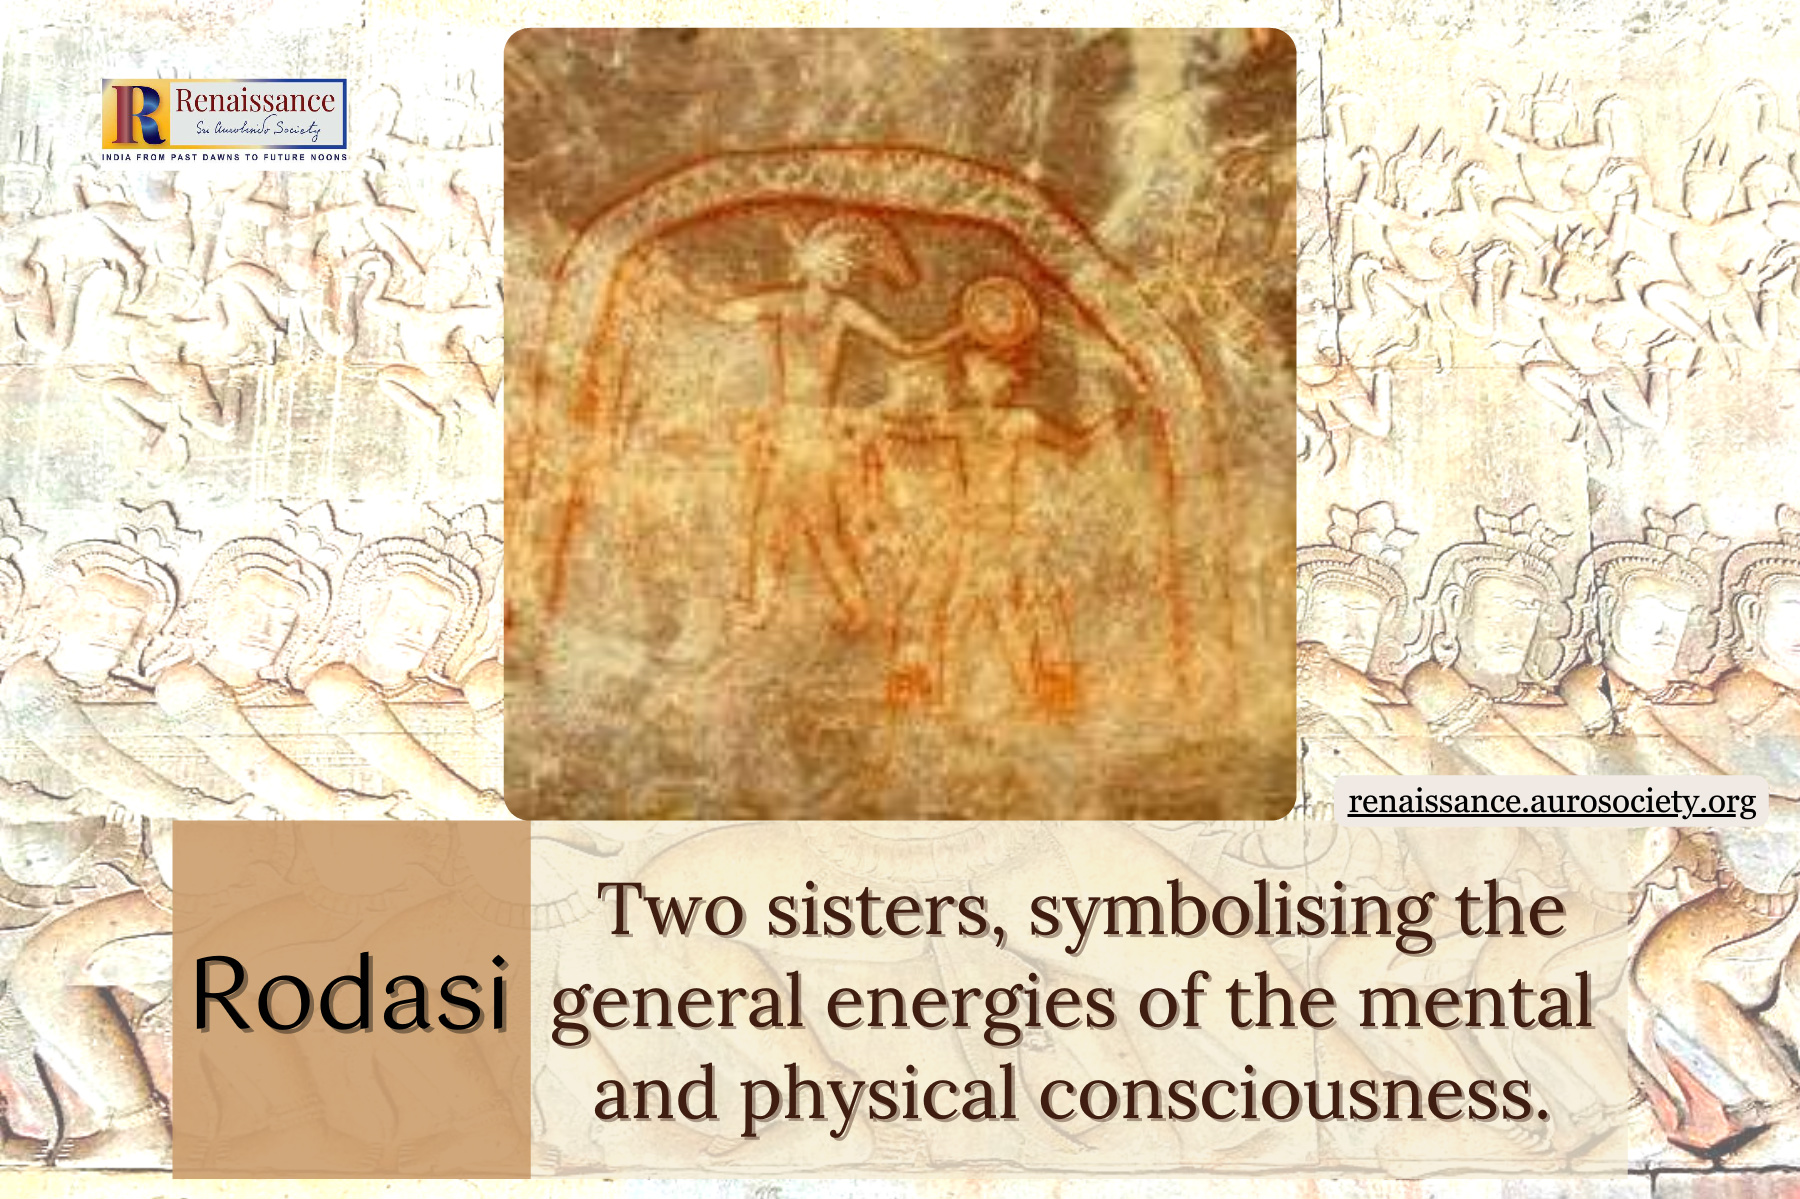 Renaissance
Sri Aurobindo Society
INDIA FROM PAST DAWNS TO FUTURE NOONS
renaissance.aurosociety.org
Rodasi
Two sisters, symbolising the
general energies of the mental
and physical consciousness.